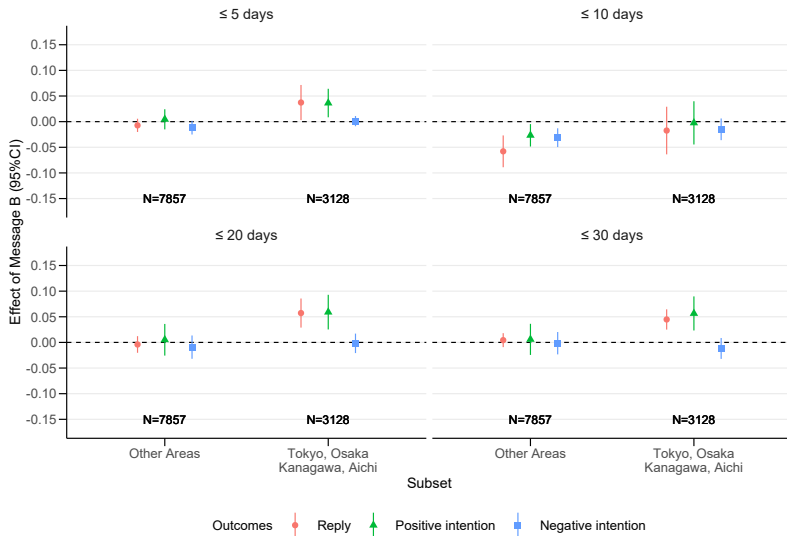 ≤ 5 days
≤ 10 days
0.15
0.10
0.05
0.00
-0.05
-0.10
-0.15
N=7857
N=3128
N=7857
N=3128
≤ 20 days
≤ 30 days
0.15
0.10
0.05
0.00
-0.05
-0.10
-0.15
N=7857
N=3128
N=7857
N=3128
Effect of Message B (95%CI)
Other Areas
Tokyo, Osaka
Kanagawa, Aichi
Other Areas
Tokyo, Osaka
Kanagawa, Aichi
Subset
Outcomes Reply Positive intention Negative intention